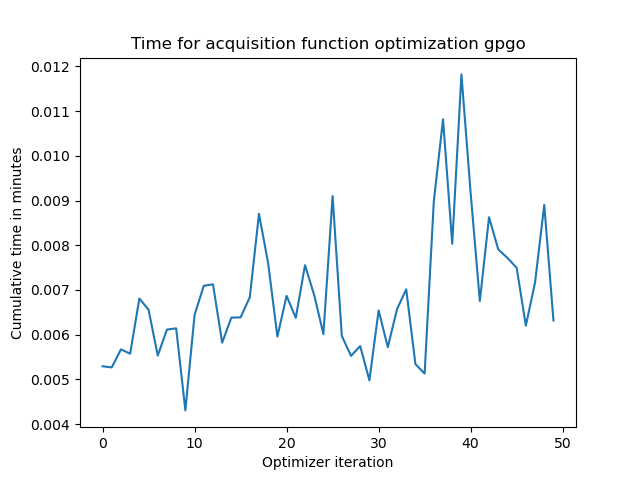 Time for acquisition function optimization gpgo
0.012
0.011
0.010
0.009
0.008
0.007
0.006
0.005
0.004
Cumulative time in minutes
0 10 20 30 40 50
Optimizer iteration